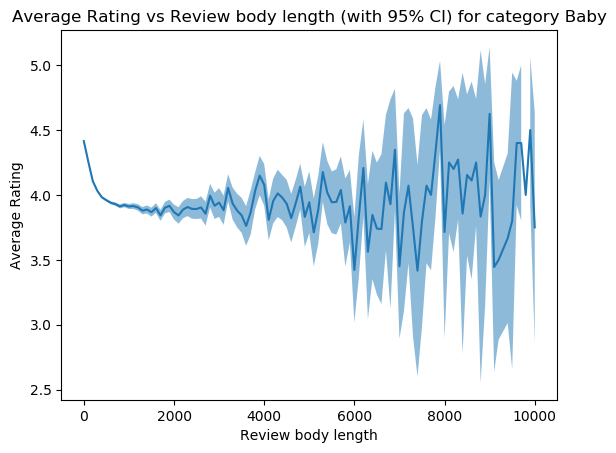 Average Rating vs Review body length (with 95% CI) for category Baby
5.0
4.5
4.0
3.5
3.0
2.5
Average Rating
0 2000 4000 6000 8000 10000
Review body length